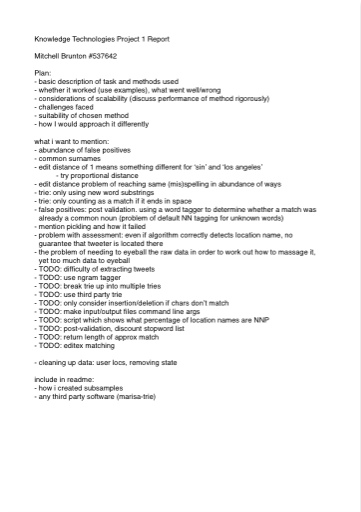 Knowledge Technologies Project 1 Report
Mitchell Brunton #537642
Plan:
- basic description of task and methods used
- whether it worked (use examples), what went well/wrong
- considerations of scalability (discuss performance of method rigorously)
- challenges faced
- suitability of chosen method
- how I would approach it differently
what i want to mention:
- abundance of false positives
- common surnames
- edit distance of 1 means something different for 'sin' and 'los angeles'
- try proportional distance
- edit distance problem of reaching same (mis)spelling in abundance of ways
- trie: only using new word substrings
- trie: only counting as a match if it ends in space
- false positives: post validation. using a word tagger to determine whether a match was
already a common noun (problem of default NN tagging for unknown words)
- mention pickling and how it failed
- problem with assessment: even if algorithm correctly detects location name, no
guarantee that tweeter is located there
- the problem of needing to eyeball the raw data in order to work out how to massage it,
yet too much data to eyeball
- TODO: difficulty of extracting tweets
- TODO: use ngram tagger
- TODO: break trie up into multiple tries
- TODO: use third party trie
- TODO: only consider insertion/deletion if chars don't match
- TODO: make input/output files command line args
- TODO: script which shows what percentage of location names are NNP
- TODO: post-validation, discount stopword list
- TODO: return length of approx match
- TODO: editex matching
- cleaning up data: user locs, removing state
include in readme:
- how i created subsamples
- any third party software (marisa-trie)